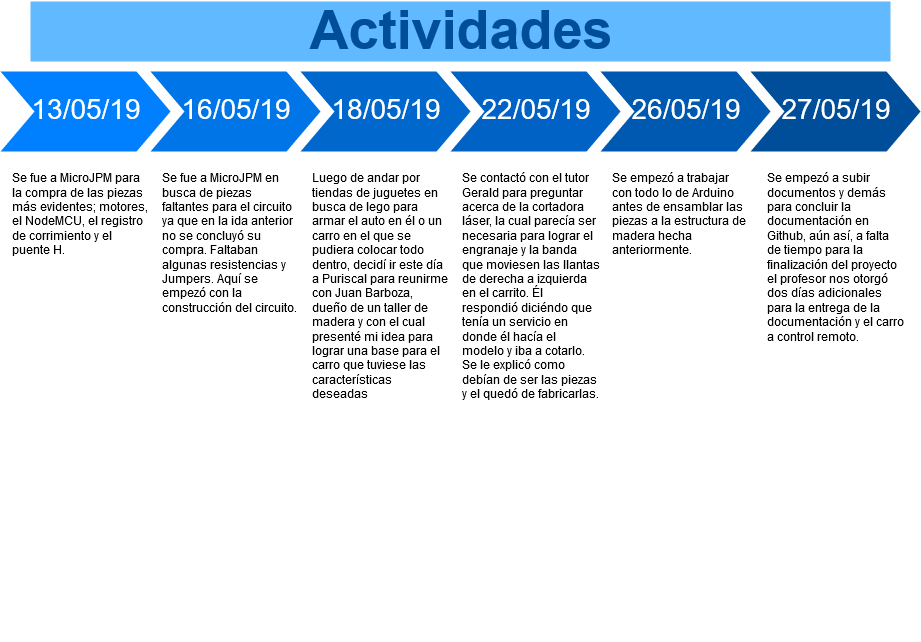 Actividades
13/05/19
16/05/19
18/05/19
22/05/19
26/05/19
27/05/19
Se fue a MicroJPM para
la compra de las piezas
más evidentes; motores,
el NodeMCU, el registro
de corrimiento y el
puente H.
Se fue a MicroJPM en
busca de piezas
faltantes para el circuito
ya que en la ida anterior
no se concluyó su
compra. Faltaban
algunas resistencias y
Jumpers. Aquí se
empezó con la
construcción del circuito.
Luego de andar por
tiendas de juguetes en
busca de lego para
armar el auto en él o un
carro en el que se
pudiera colocar todo
dentro, decidí ir este día
a Puriscal para reunirme
con Juan Barboza,
dueño de un taller de
madera y con el cual
presenté mi idea para
lograr una base para el
carro que tuviese las
características
deseadas
Se contactó con el tutor
Gerald para preguntar
acerca de la cortadora
láser, la cual parecía ser
necesaria para lograr el
engranaje y la banda
que moviesen las llantas
de derecha a izquierda
en el carrito. Él
respondió diciéndo que
tenía un servicio en
donde él hacía el
modelo y iba a cotarlo.
Se le explicó como
debían de ser las piezas
y el quedó de fabricarlas.
Se empezó a trabajar
con todo lo de Arduino
antes de ensamblar las
piezas a la estructura de
madera hecha
anteriormente.
Se empezó a subir
documentos y demás
para concluir la
documentación en
Github, aún así, a falta
de tiempo para la
finalización del proyecto
el profesor nos otorgó
dos días adicionales
para la entrega de la
documentación y el carro
a control remoto.